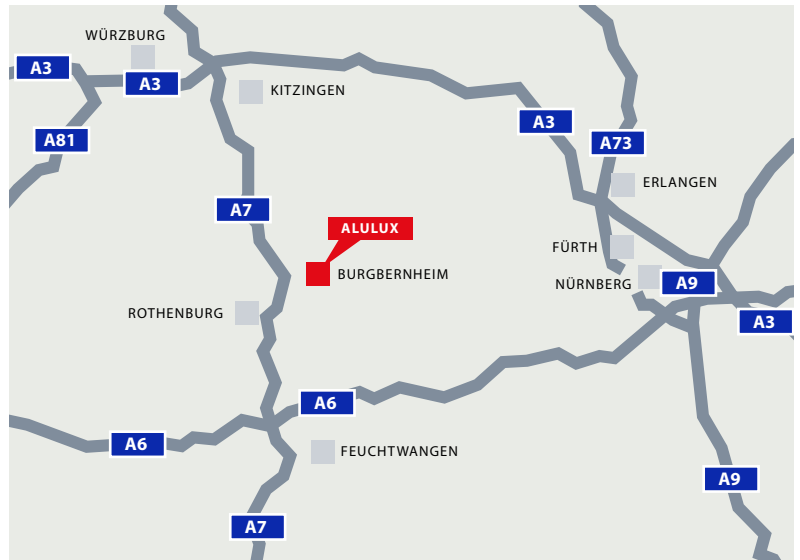 WÜRZBURG
A3
A3
KITZINGEN
A3
A73
A81
ERLANGEN
A7
ALULUX
FÜRTH
BURGBERNHEIM
NÜRNBERG
A9
ROTHENBURG
A3
A6
A6
FEUCHTWANGEN
A9
A7